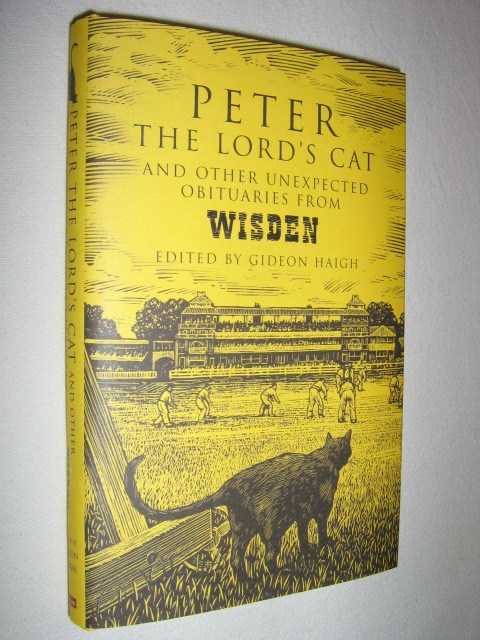 PETER
THE LORD'S CAT
AND OTHER UNEXPECTED
OBITUARIES FROM
WISDEN
EDITED BY GIDEON HAIGH
PETER THE LORD'S CAT AND OTHER